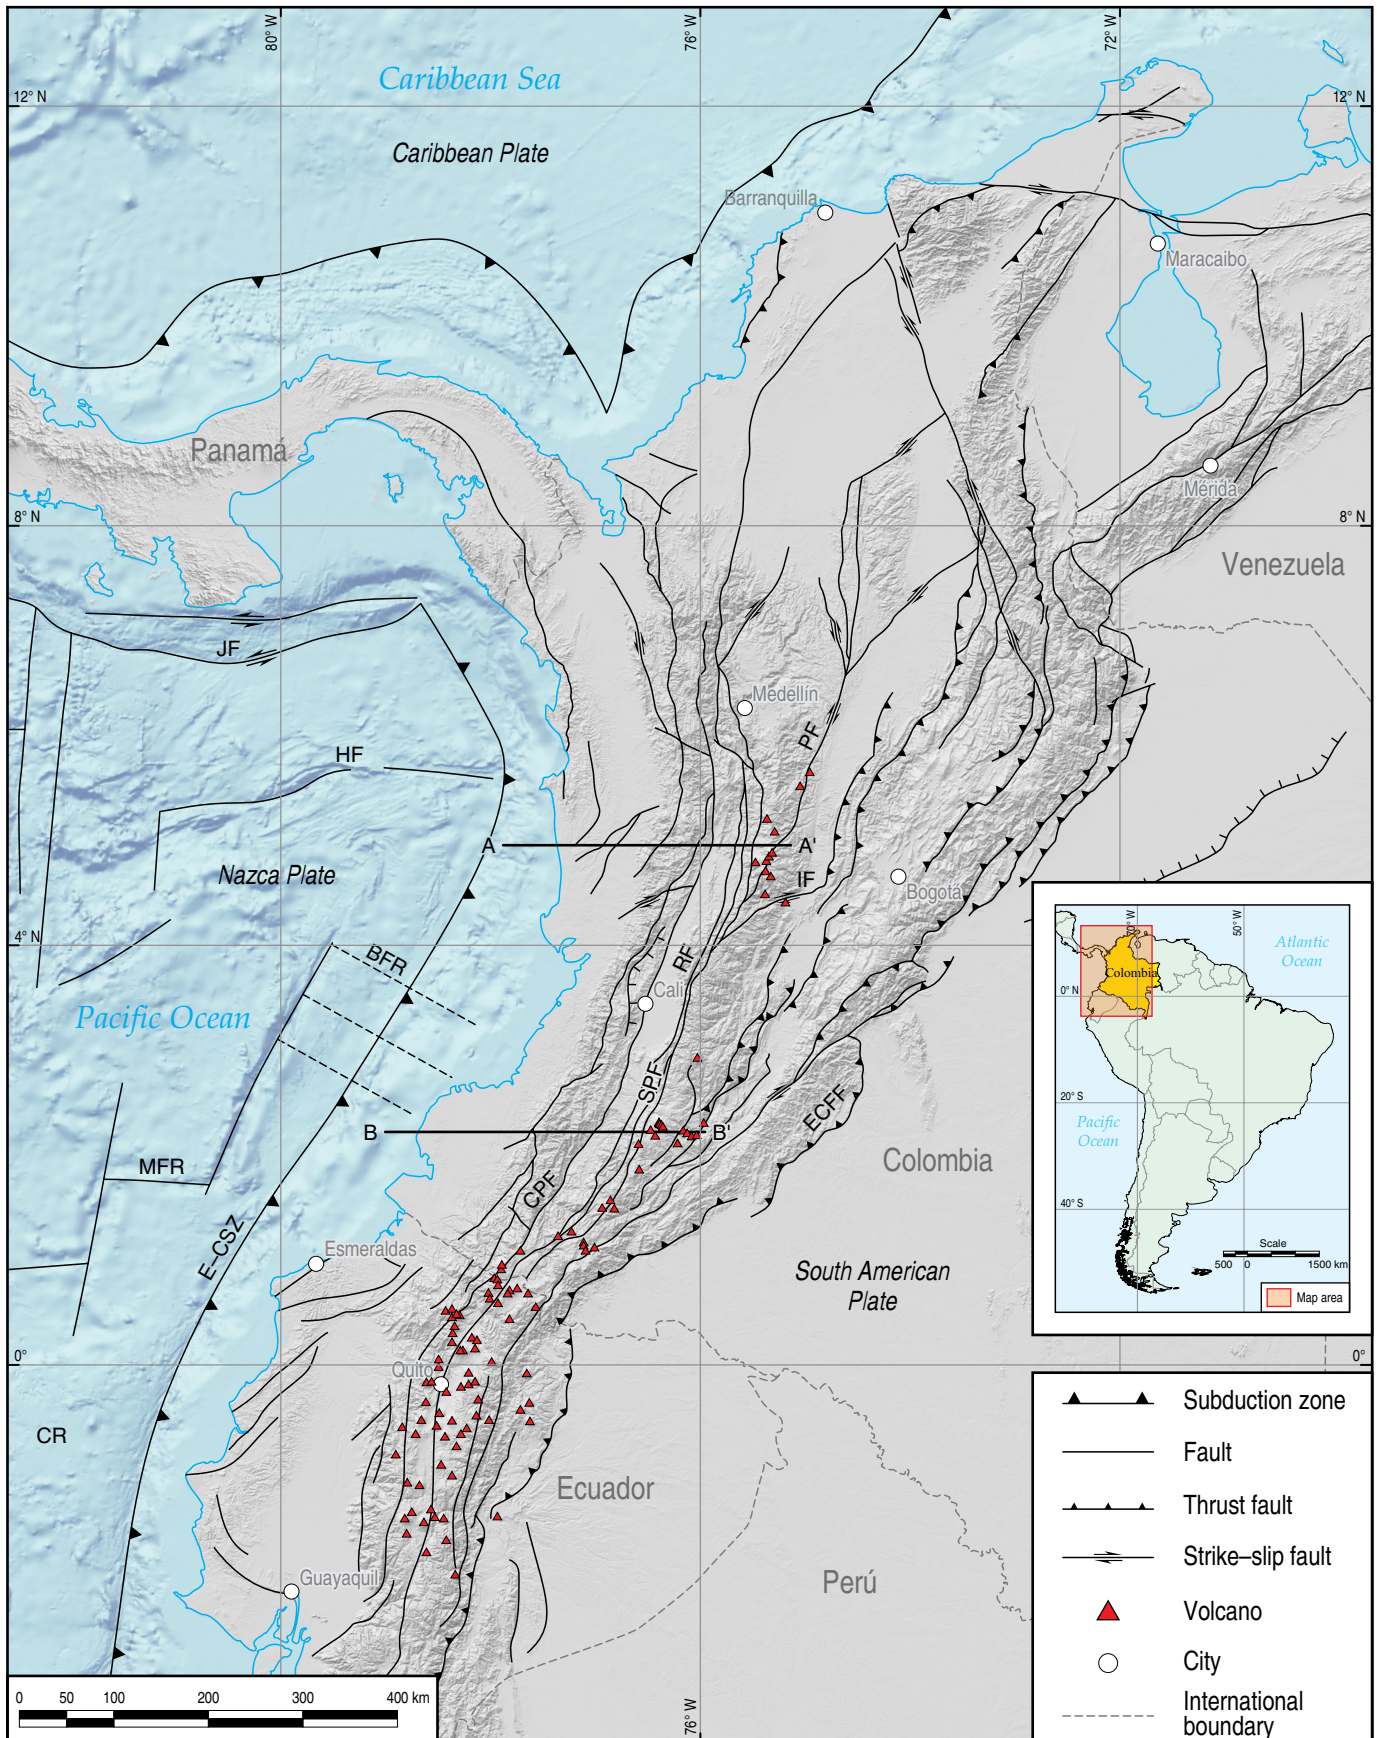 80° W
76° W
72° W
Caribbean Sea
12° N
12° N
Caribbean Plate
Barranquilla
Maracaibo
Panamá
Mérida
8° N
8° N
Venezuela
JF
Medellín
PF
HF
A
A'
Nazca Plate
IF
Bogotá
BFR
4° N
RF
Cali
Pacific Ocean
SPF
ECFF
B
B'
MFR
Colombia
CPF
E–CSZ
Esmeraldas
South American
Plate
Quito
0°
CR
Ecuador
Guayaquil
Perú
76° W
0 50 100 200 300 400 km
70° W
50° W
Atlantic
Ocean
Colombia
0° N
20° S
Pacific
Ocean
40° S
Scale
500 0 1500 km
Map area
Subduction zone
Fault
Thrust fault
Strike–slip fault
Volcano
City
International
boundary